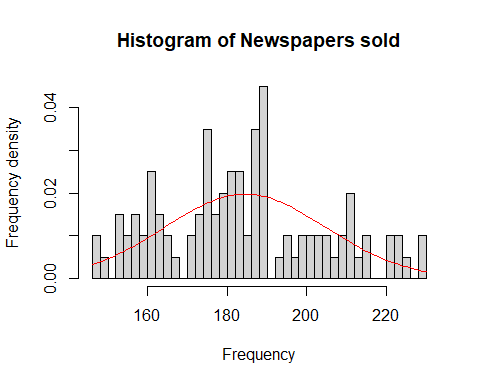 Histogram of Newspapers sold
Frequency density
0.04
0.02
0.00
160 180 200 220
Frequency